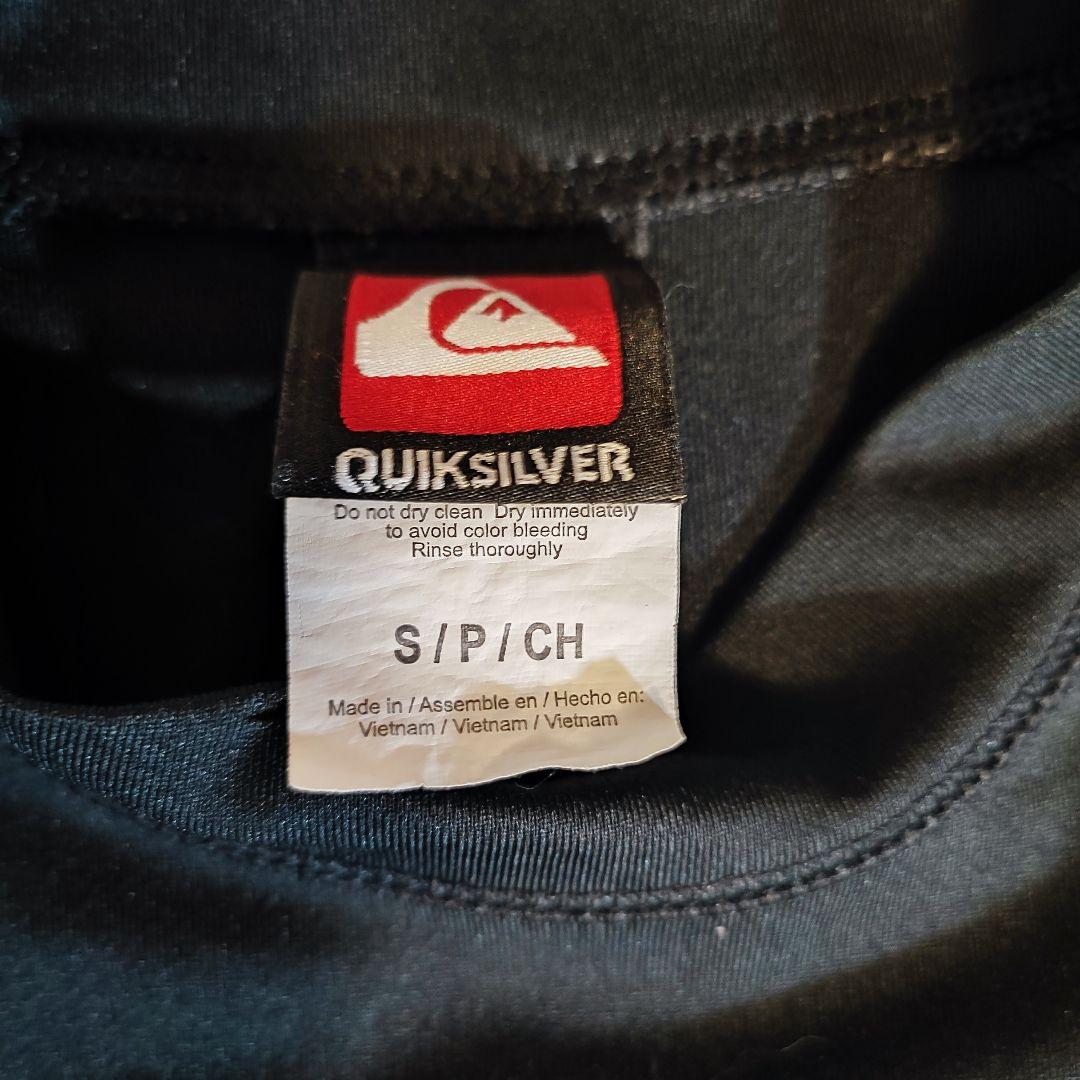 QUIKSILVER
Do not dry clean Dry immediately
to avoid color bleeding
Rinse thoroughly
S / P / CH
Made in / Assemble en / Hecho en:
Vietnam / Vietnam / Vietnam